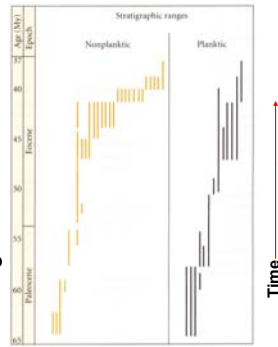 Stratigraphic ranges
Age (My)
Epoch
Nonplanktic
Planktic
37
40
45
50
55
60
65
Eocene
Paleocene
Time